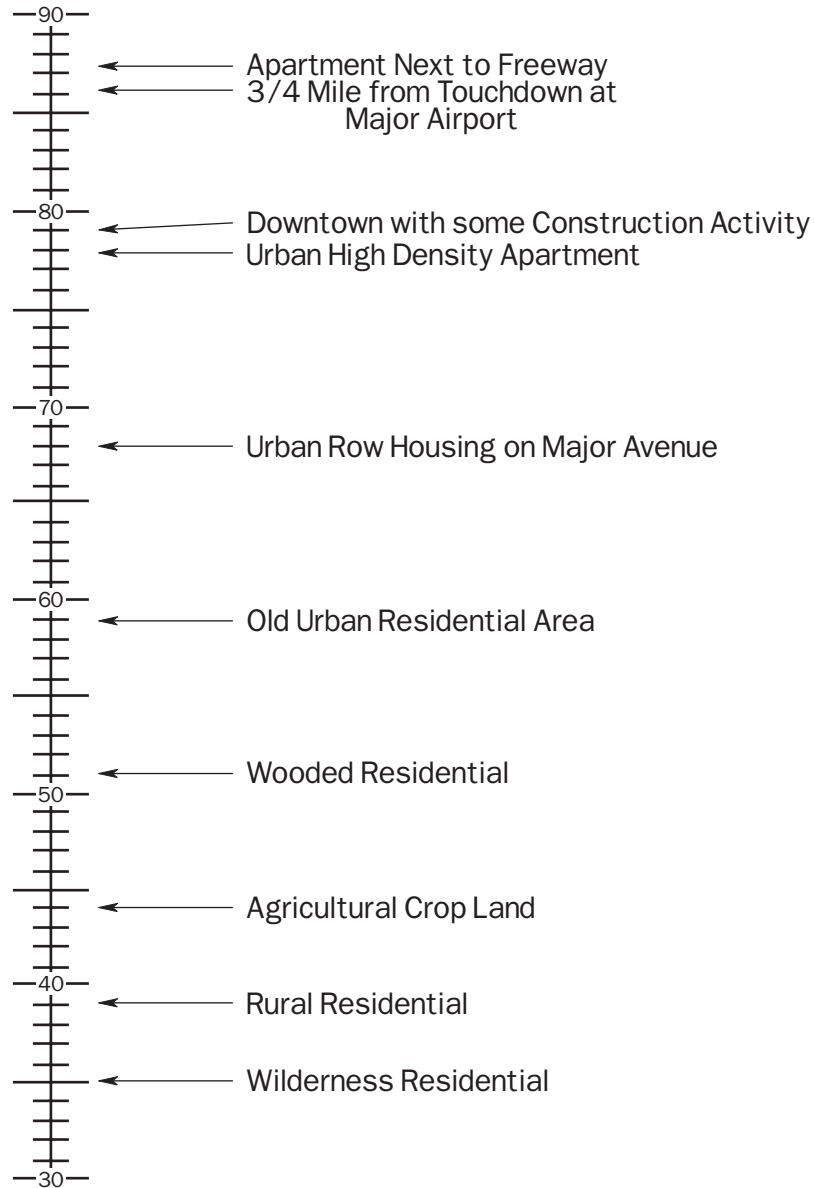 90
Apartment Next to Freeway
3/4 Mile from Touchdown at
Major Airport
80
Downtown with some Construction Activity
Urban High Density Apartment
70
Urban Row Housing on Major Avenue
60
Old Urban Residential Area
Wooded Residential
50
Agricultural Crop Land
40
Rural Residential
Wilderness Residential
30